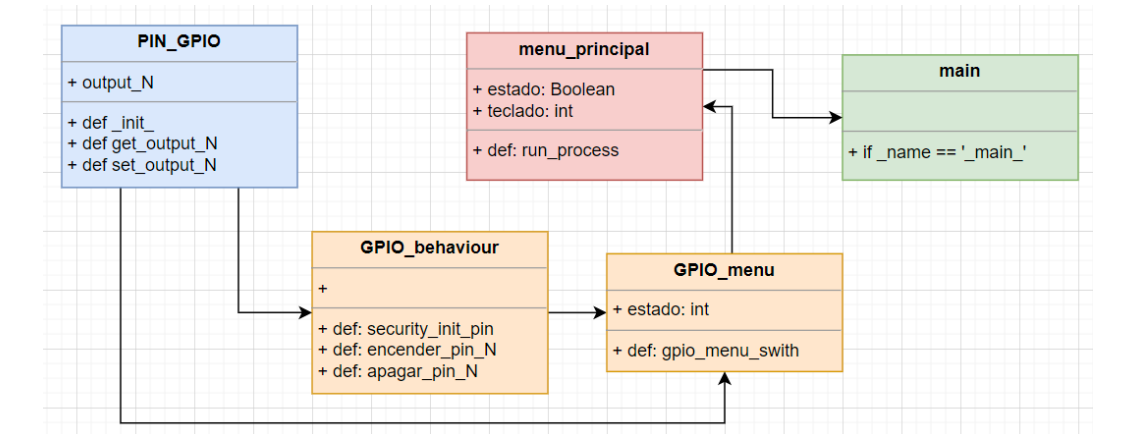 PIN_GPIO
+ output_N
+ def _init_
+ def get_output_N
+ def set_output_N
menu_principal
+ estado: Boolean
+ teclado: int
+ def: run_process
main
+ if _name == '_main_'
GPIO_behaviour
+
+ def: security_init_pin
+ def: encender_pin_N
+ def: apagar_pin_N
GPIO_menu
+ estado: int
+ def: gpio_menu_swith